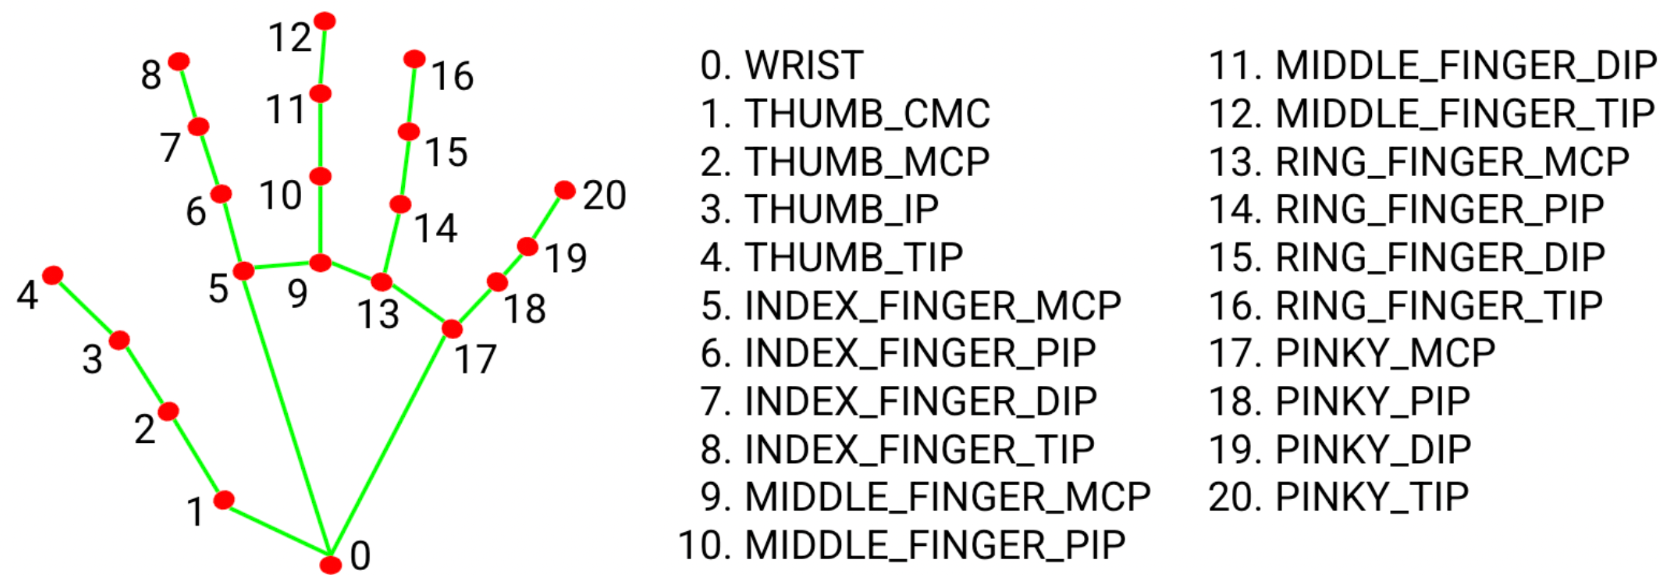 12
8
16
11
7
15
10
6
20
14
19
4
5
9
13
18
3
17
2
1
0
0. WRIST
1. THUMB_CMC
2. THUMB_MCP
3. THUMB_IP
4. THUMB_TIP
5. INDEX_FINGER_MCP
6. INDEX_FINGER_PIP
7. INDEX_FINGER_DIP
8. INDEX_FINGER_TIP
9. MIDDLE_FINGER_MCP
10. MIDDLE_FINGER_PIP
11. MIDDLE_FINGER_DIP
12. MIDDLE_FINGER_TIP
13. RING_FINGER_MCP
14. RING_FINGER_PIP
15. RING_FINGER_DIP
16. RING_FINGER_TIP
17. PINKY_MCP
18. PINKY_PIP
19. PINKY_DIP
20. PINKY_TIP